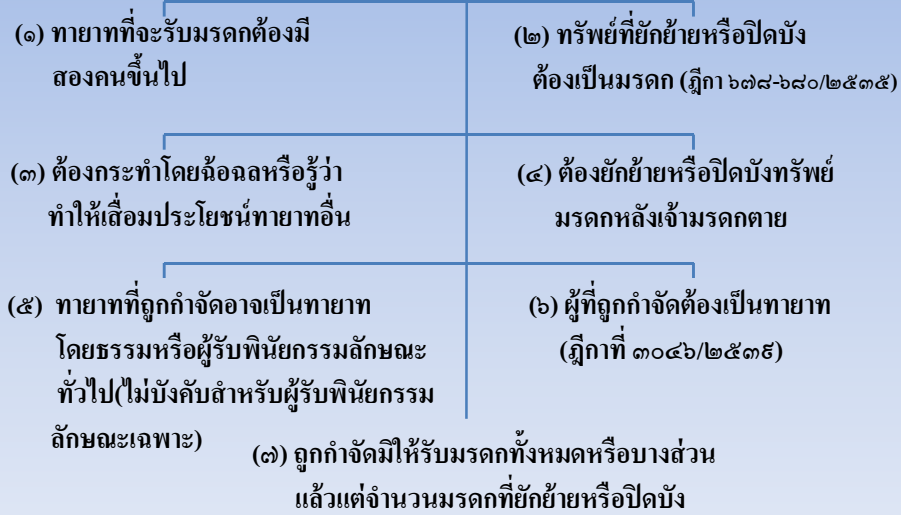 (๑) ทายาทที่จะรับมรดกต้องมี
สองคนขึ้นไป
(๒) ทรัพย์ที่ยักย้ายหรือปิดบัง
ต้องเป็นมรดก (ฎีกา ๖๗๘-๖๘๐/๒๕๓๕)
(๓) ต้องกระทำโดยฉ้อฉลหรือรู้ว่า
ทำให้เสื่อมประโยชน์ทายาทอื่น
(๔) ต้องยักย้ายหรือปิดบังทรัพย์
มรดกหลังเจ้ามรดกตาย
(๕) ทายาทที่ถูกกำจัดอาจเป็นทายาท
โดยธรรมหรือผู้รับพินัยกรรมลักษณะ
ทั่วไป(ไม่บังคับสำหรับผู้รับพินัยกรรม
ลักษณะเฉพาะ)
(๖) ผู้ที่ถูกกำจัดต้องเป็นทายาท
(ฎีกาที่ ๓๐๔๖/๒๕๓๙)
(๗) ถูกกำจัดมิให้รับมรดกทั้งหมดหรือบางส่วน
แล้วแต่จำนวนมรดกที่ยักย้ายหรือปิดบัง